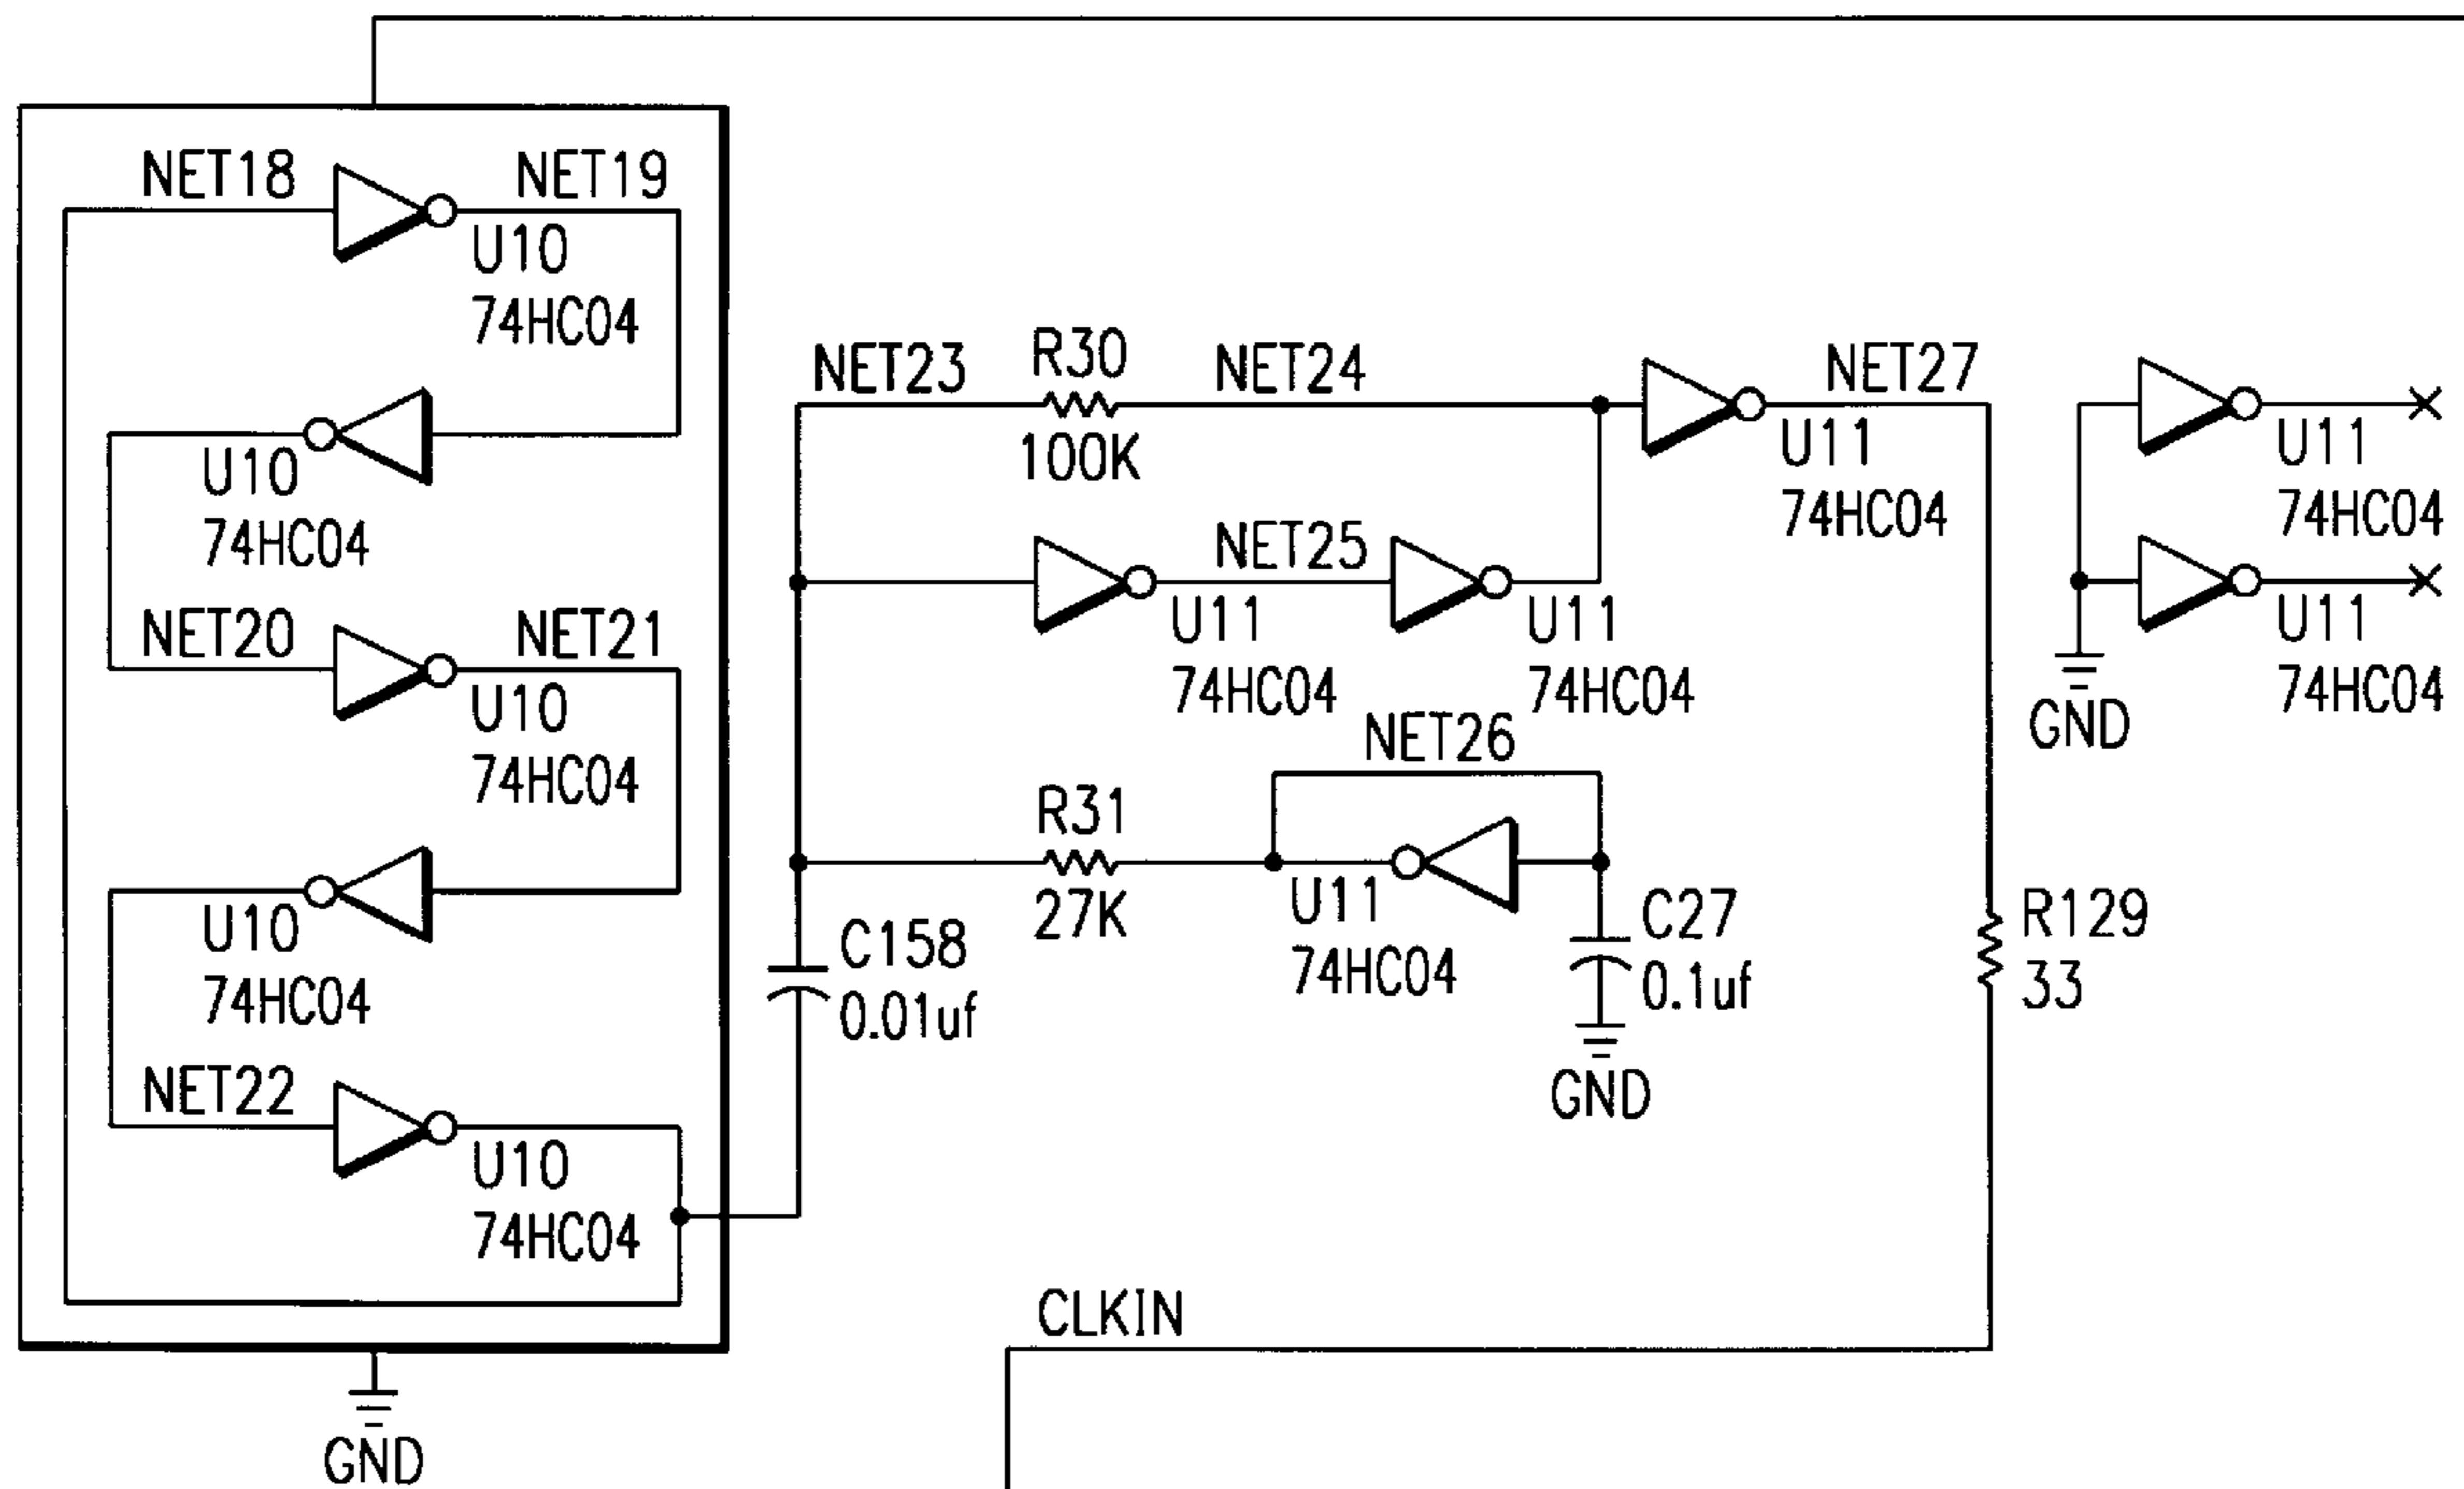 NET18
NET19
U10
74HC04
U10
74HC04
NET20
NET21
U10
74HC04
U10
74HC04
NET22
U10
74HC04
GND
NET23
R30
100K
NET24
NET27
U11
74HC04
NET25
U11
74HC04
U11
74HC04
NET26
R31
27K
U11
74HC04
C158
0.01uf
C27
0.1uf
GND
R129
33
CLKIN
U11
74HC04
U11
74HC04
GND